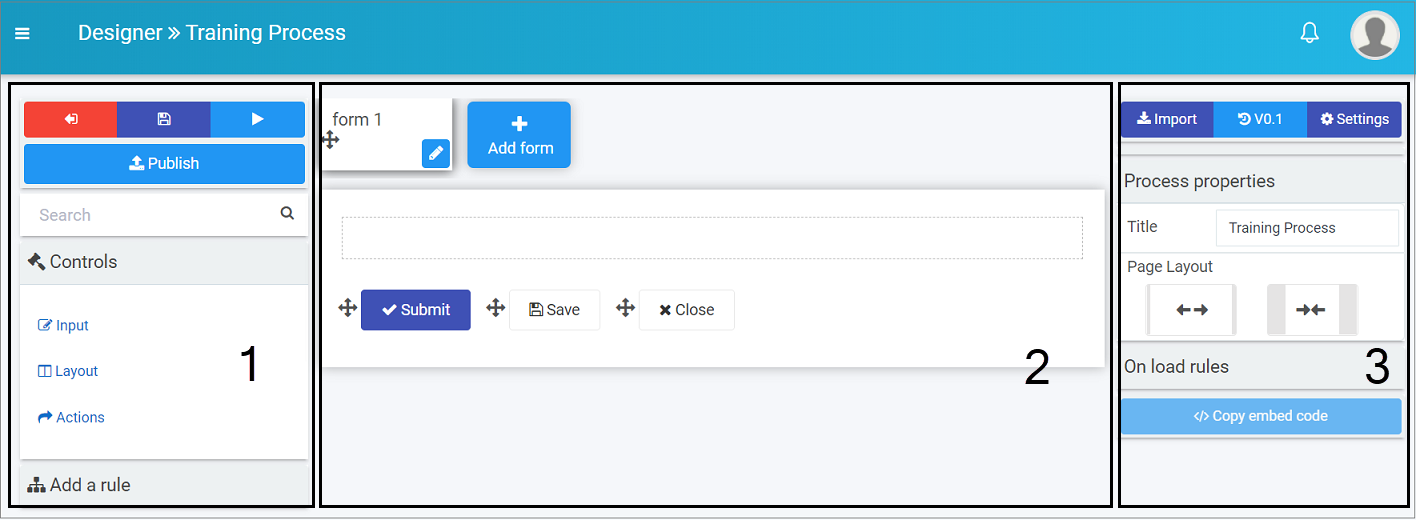 Designer » Training Process
Publish
Search
Controls
Input
Layout
Actions
Add a rule
1
form 1
Add form
Submit Save Close
2
Import V0.1 Settings
Process properties
Title Training Process
Page Layout
On load rules
Copy embed code
3